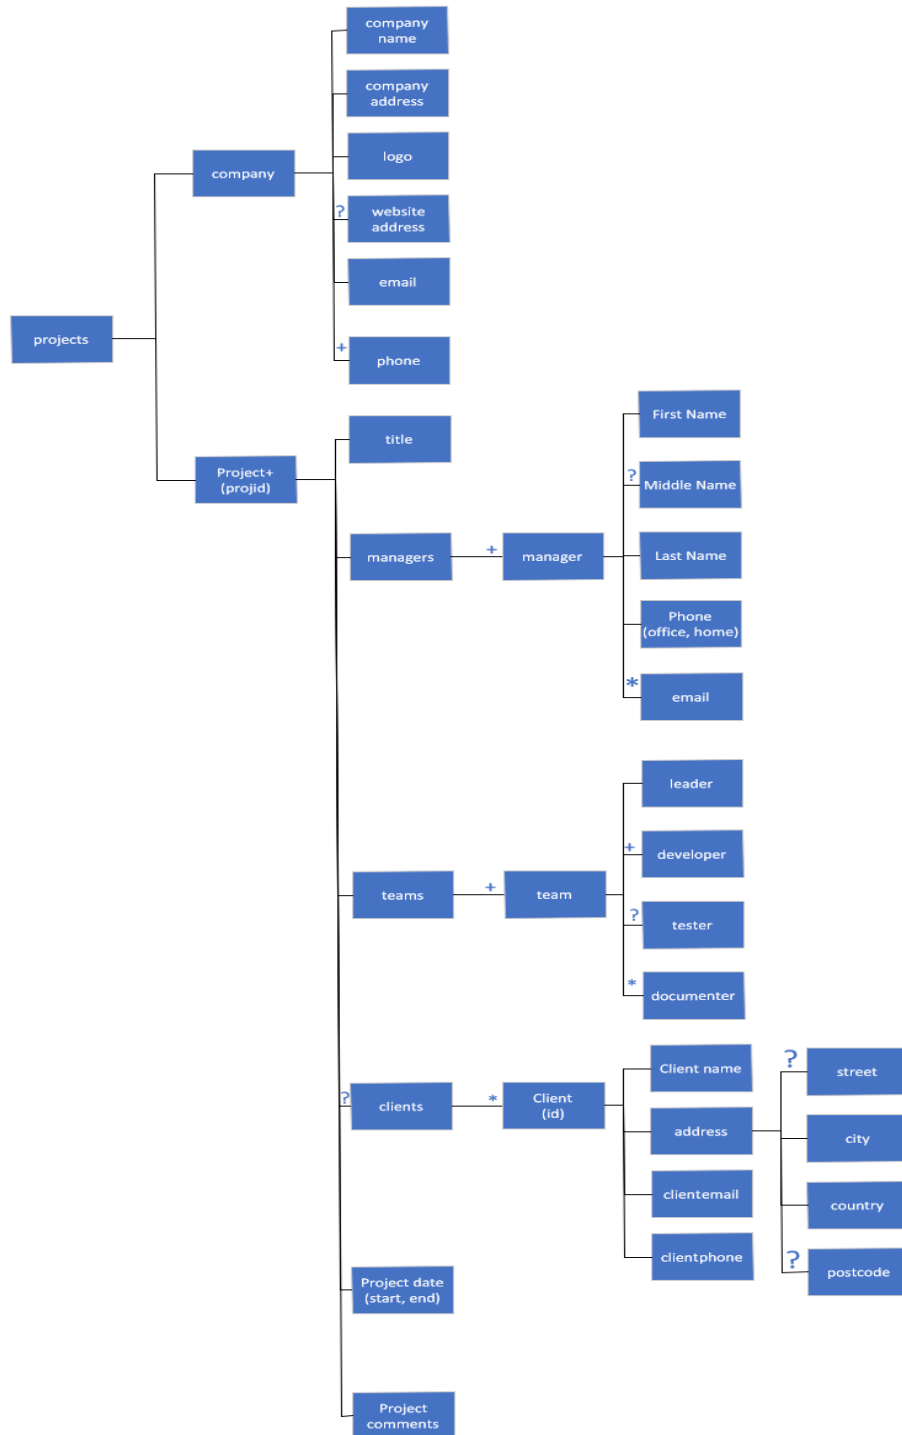 company
name
company
address
logo
company
?
website
address
email
projects
+
phone
title
Project+
(projid)
First Name
?
Middle Name
managers
+
manager
Last Name
Phone
(office, home)
*
email
leader
+
developer
teams
+
team
?
tester
*
documenter
?
clients
*
Client
(id)
Client name
address
clientemail
clientphone
?
street
city
country
?
postcode
Project date
(start, end)
Project
comments